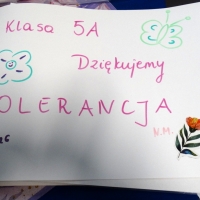 Klasa 5A
Dziękujemy
OLERANCJA
K.M.